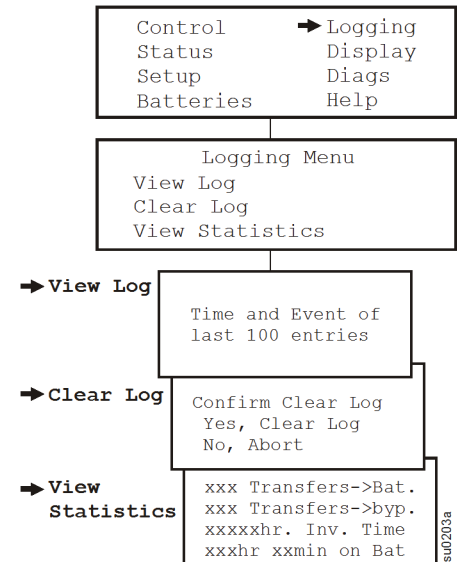 Control Logging
Status Display
Setup Diags
Batteries Help
Logging Menu
View Log
Clear Log
View Statistics
View Log
Time and Event of
last 100 entries
Clear Log
Confirm Clear Log
Yes, Clear Log
No, Abort
View
Statistics
xxx Transfers->Bat.
xxx Transfers->byp.
xxxxxhr. Inv. Time
xxxhr xxmin on Bat
su0203a